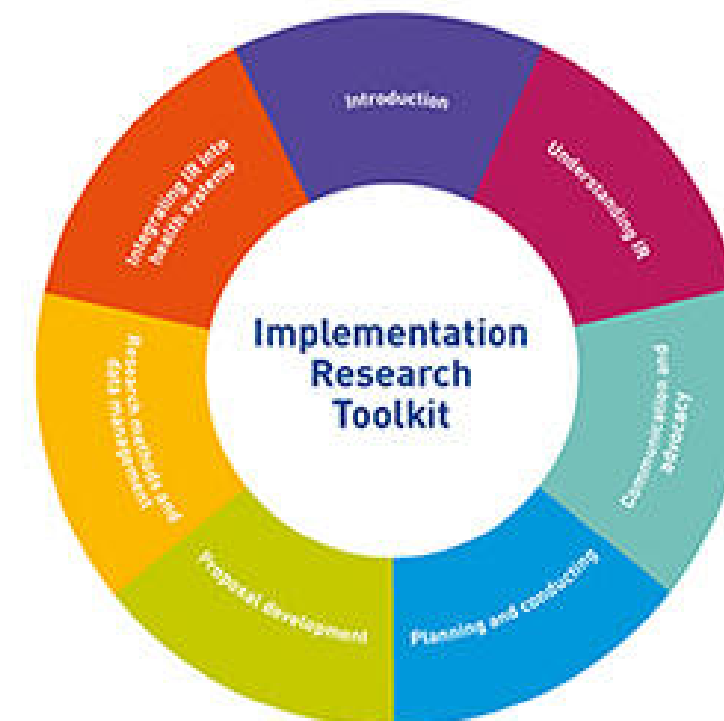 Implementation
Research
Toolkit
Introduction
Understanding IR
Communication and
advocacy
Planning and conducting
Proposal development
Research methods and
data management
Integrating IR into
health systems